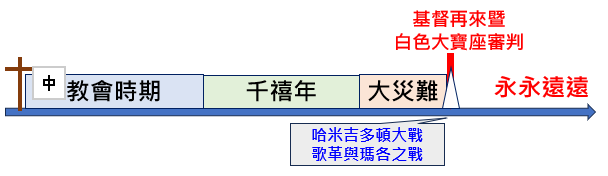 基督再來暨
白色大寶座審判
中
教會時期
千禧年
大災難
永永遠遠
哈米吉多頓大戰
歌革與瑪各之戰